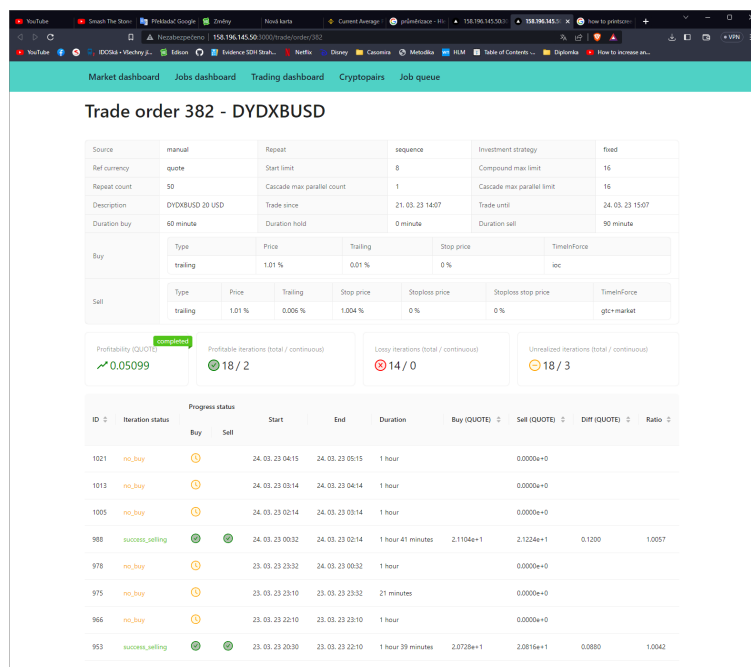 YouTube Smash The Stone Překladač Google Změny Nová karta Current Average průměrizace - Hle 158.196.145.50:30 158.196.145.5 how to printscreen
Nezabezpečeno 158.196.145.50:3000/trade/order/382 VPN
YouTube IDOSká • Všechny jí... Edison Evidence SDH Strah... Netflix Disney Casomira Metodika HLM Table of Contents -... Diplomka How to increase an...
Market dashboard Jobs dashboard Trading dashboard Cryptopairs Job queue
Trade order 382 - DYDXBUSD
Source manual Repeat sequence Investment strategy fixed
Ref currency quote Start limit 8 Compound max limit 16
Repeat count 50 Cascade max parallel count 1 Cascade max parallel limit 16
Description DYDXBUSD 20 USD Trade since 21. 03. 23 14:07 Trade until 24. 03. 23 15:07
Duration buy 60 minute Duration hold 0 minute Duration sell 90 minute
Type Price Trailing Stop price TimeInForce
Buy
trailing 1.01 % 0.01 % 0 % ioc
Type Price Trailing Stop price Stoploss price Stoploss stop price TimeInForce
Sell
trailing 1.01 % 0.006 % 1.004 % 0 % 0 % gtc+market
completed
Profitability (QUOTE) Profitable iterations (total / continuous) Lossy iterations (total / continuous) Unrealized iterations (total / continuous)
0.05099 18 / 2 14 / 0 18 / 3
Progress status
ID Iteration status Start End Duration Buy (QUOTE) Sell (QUOTE) Diff (QUOTE) Ratio
Buy Sell
1021 no_buy 24. 03. 23 04:15 24. 03. 23 05:15 1 hour 0.0000e+0
1013 no_buy 24. 03. 23 03:14 24. 03. 23 04:14 1 hour 0.0000e+0
1005 no_buy 24. 03. 23 02:14 24. 03. 23 03:14 1 hour 0.0000e+0
988 success_selling 24. 03. 23 00:32 24. 03. 23 02:14 1 hour 41 minutes 2.1104e+1 2.1224e+1 0.1200 1.0057
978 no_buy 23. 03. 23 23:32 24. 03. 23 00:32 1 hour 0.0000e+0
975 no_buy 23. 03. 23 23:10 23. 03. 23 23:32 21 minutes 0.0000e+0
966 no_buy 23. 03. 23 22:10 23. 03. 23 23:10 1 hour 0.0000e+0
953 success_selling 23. 03. 23 20:30 23. 03. 23 22:10 1 hour 39 minutes 2.0728e+1 2.0816e+1 0.0880 1.0042